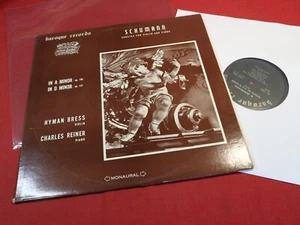 baroque records
SCHUMANN
SONATAS FOR VIOLIN AND PIANO
IN A MINOR
IN D MINOR
HYMAN BRESS
VIOLIN
CHARLES REINER
PIANO
MONAURAL
baroque